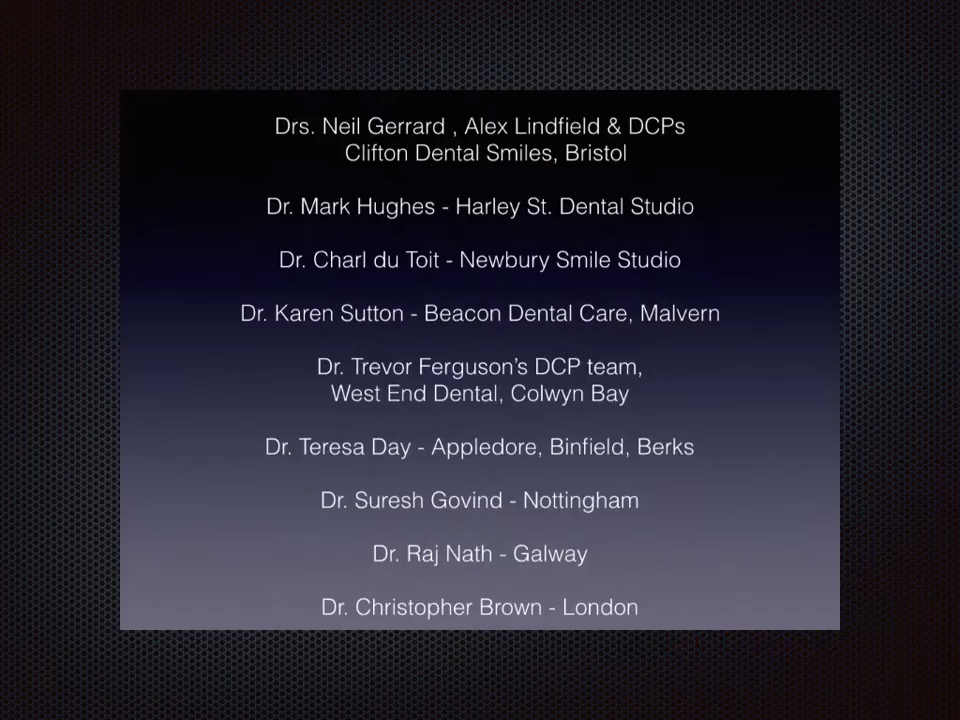 Drs. Neil Gerrard , Alex Lindfield & DCPs
Clifton Dental Smiles, Bristol
Dr. Mark Hughes - Harley St. Dental Studio
Dr. Charl du Toit - Newbury Smile Studio
Dr. Karen Sutton - Beacon Dental Care, Malvern
Dr. Trevor Ferguson’s DCP team,
West End Dental, Colwyn Bay
Dr. Teresa Day - Appledore, Binfield, Berks
Dr. Suresh Govind - Nottingham
Dr. Raj Nath - Galway
Dr. Christopher Brown - London